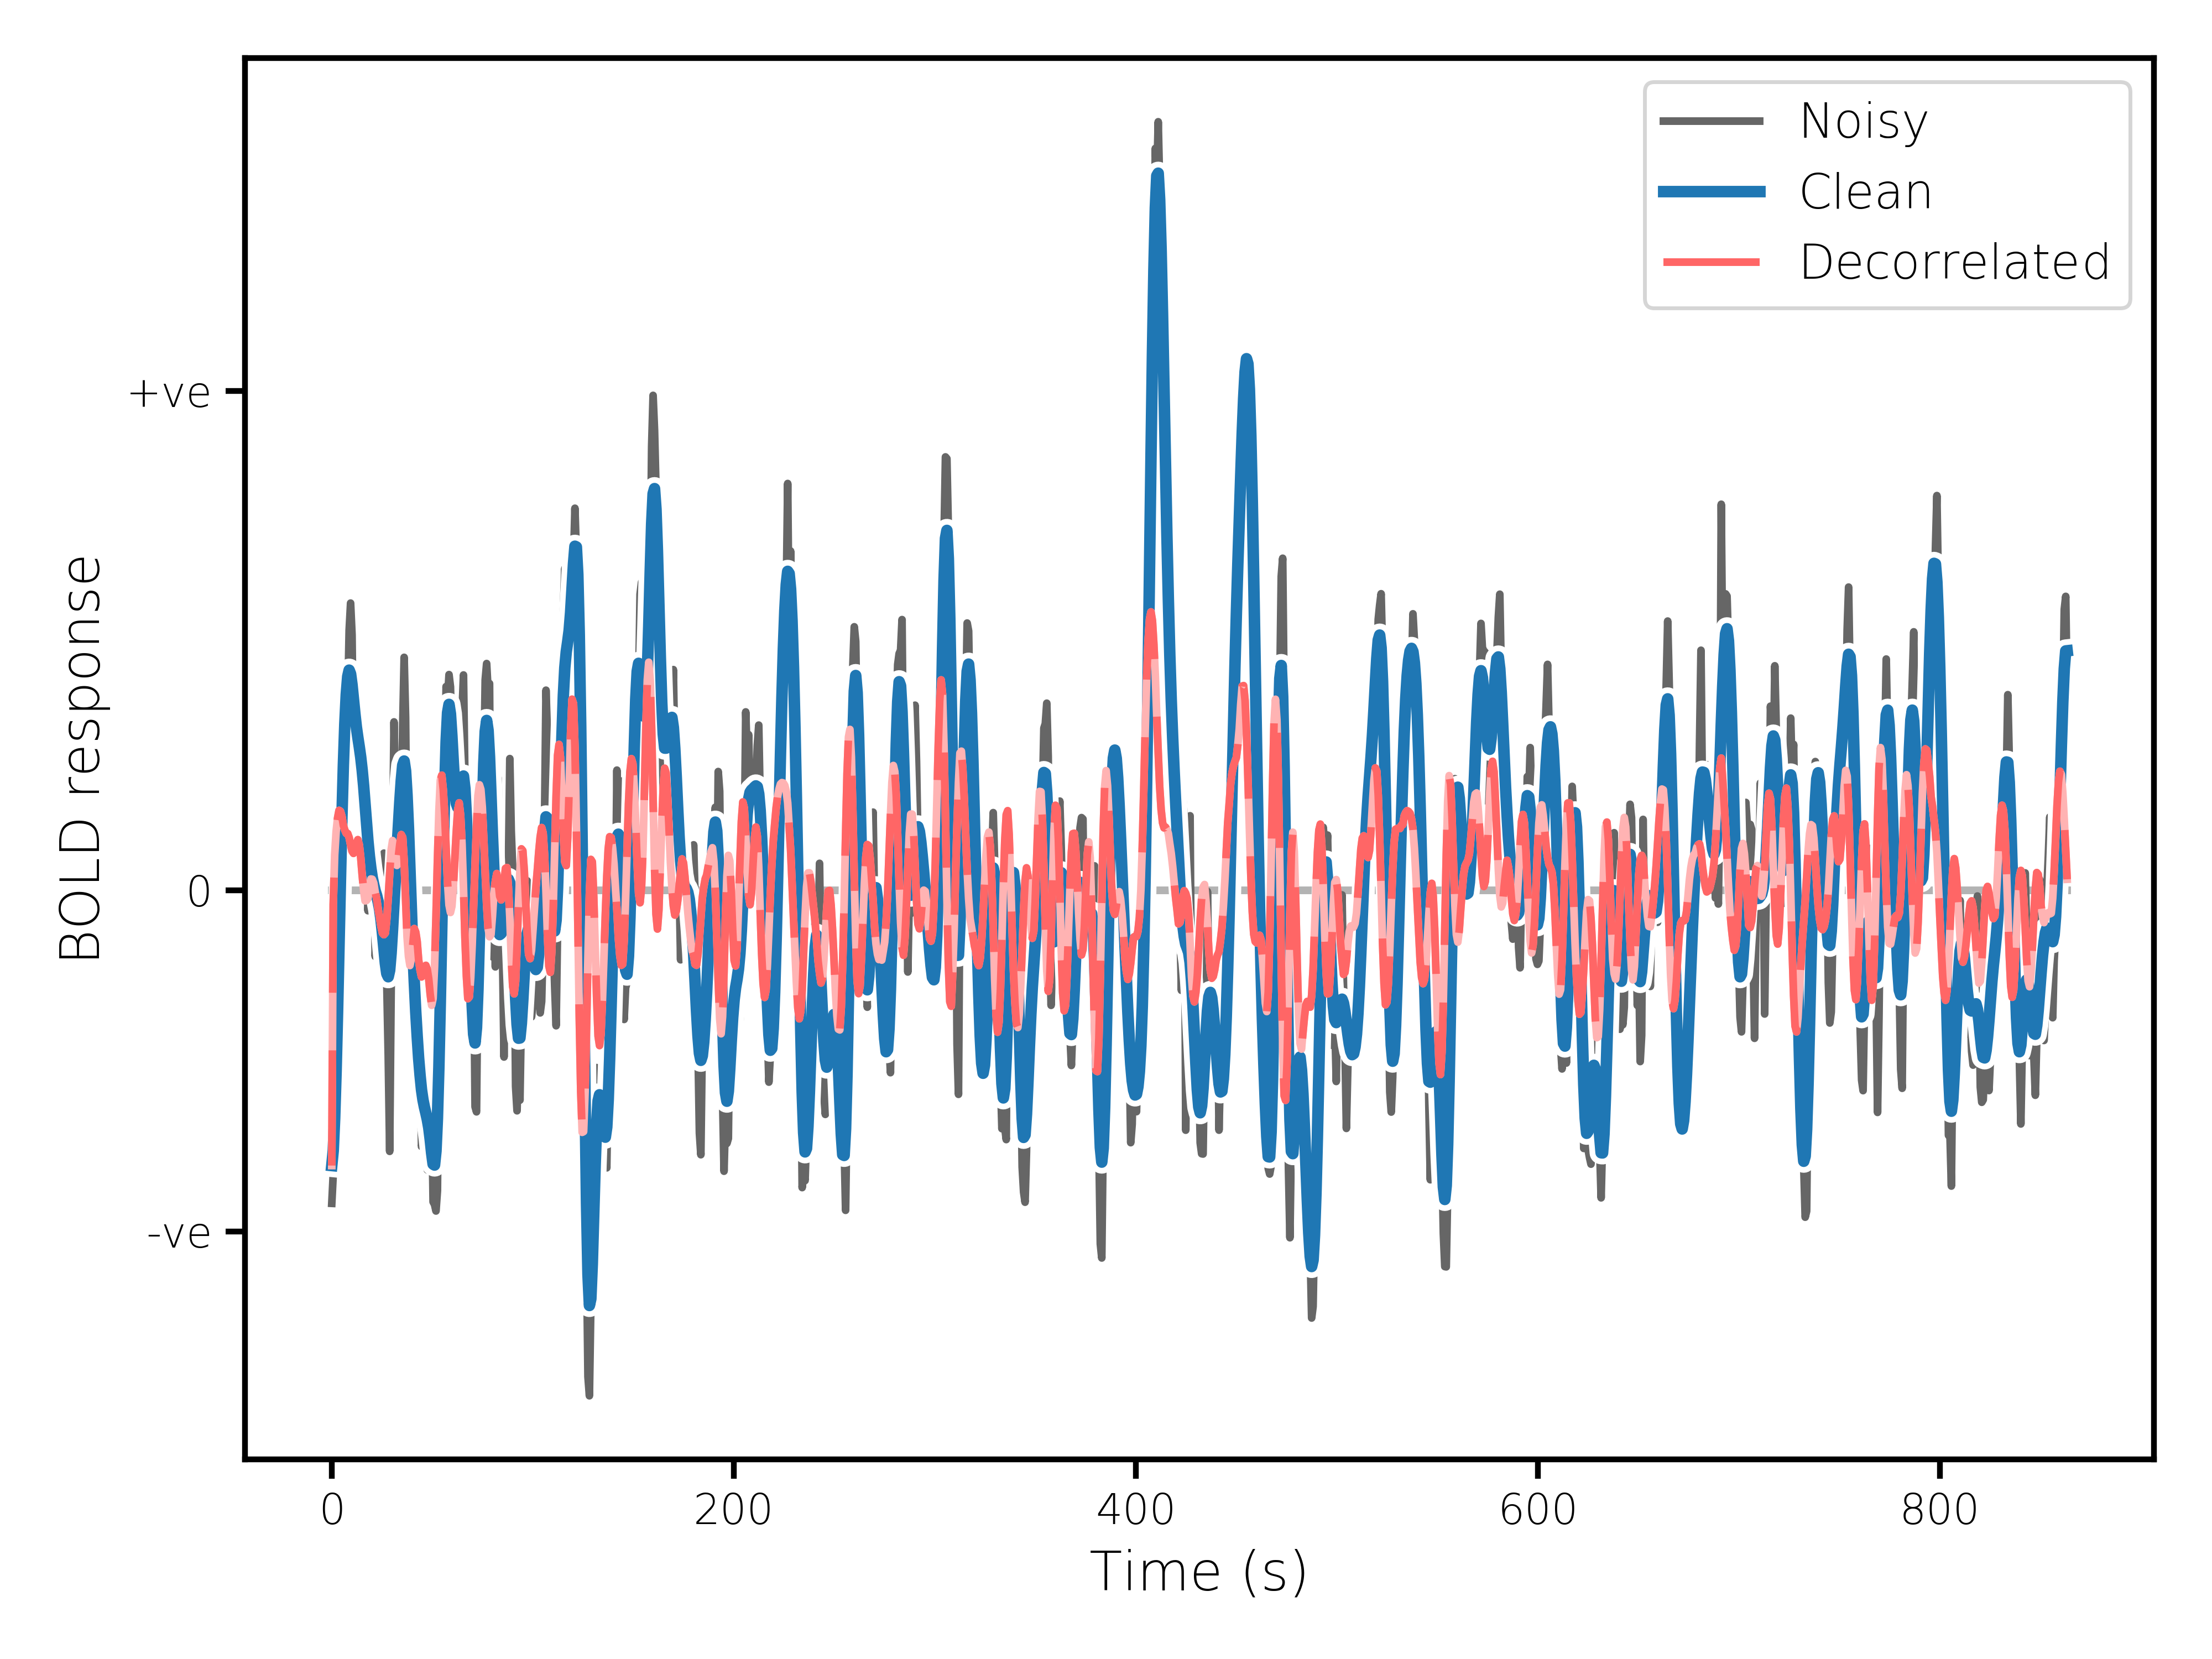 Noisy
Clean
Decorrelated
BOLD response
+ve
0
-ve
0
200
400
600
800
Time (s)